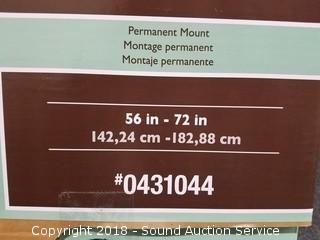 Permanent Mount
Montage permanent
Montaje permanente
56 in - 72 in
142,24 cm -182,88 cm
#0431044
Copyright 2018 - Sound Auction Service